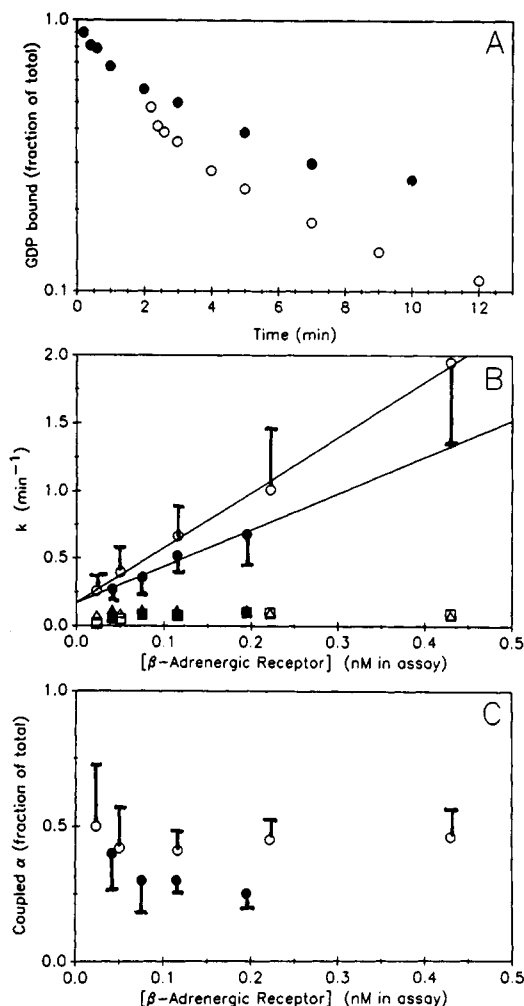 A
GDP bound (fraction of total)
1.0
0.1
0 2 4 6 8 10 12
Time (min)
B
k (min⁻¹)
2.0
1.5
1.0
0.5
0.0
0.0 0.1 0.2 0.3 0.4 0.5
[β-Adrenergic Receptor] (nM in assay)
C
Coupled α (fraction of total)
1.0
0.5
0.0
0.0 0.1 0.2 0.3 0.4 0.5
[β-Adrenergic Receptor] (nM in assay)